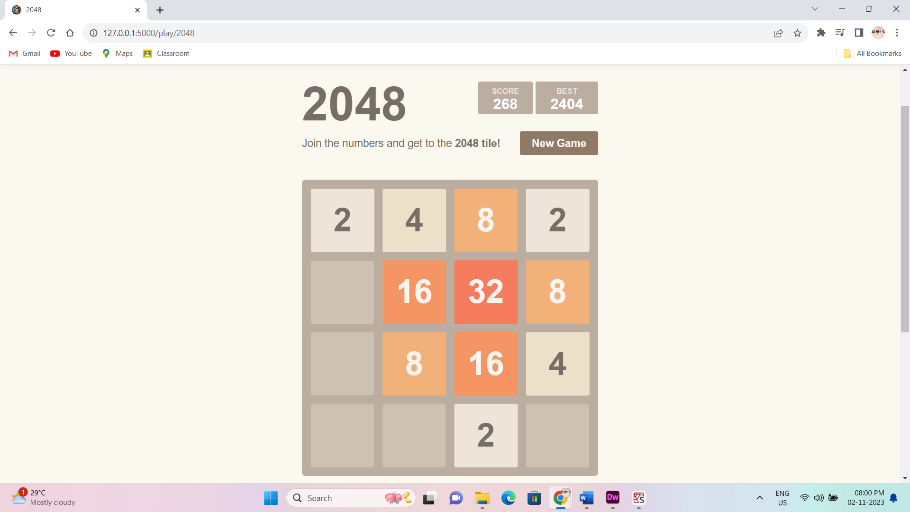 2048
127.0.0.1:5000/play/2048
Gmail YouTube Maps Classroom All Bookmarks
2048
SCORE BEST
268 2404
Join the numbers and get to the 2048 tile! New Game
2 4 8 2
16 32 8
8 16 4
2
1 29°C
Mostly cloudy
Search
Dw
ENG
US
08:00 PM
02-11-2023